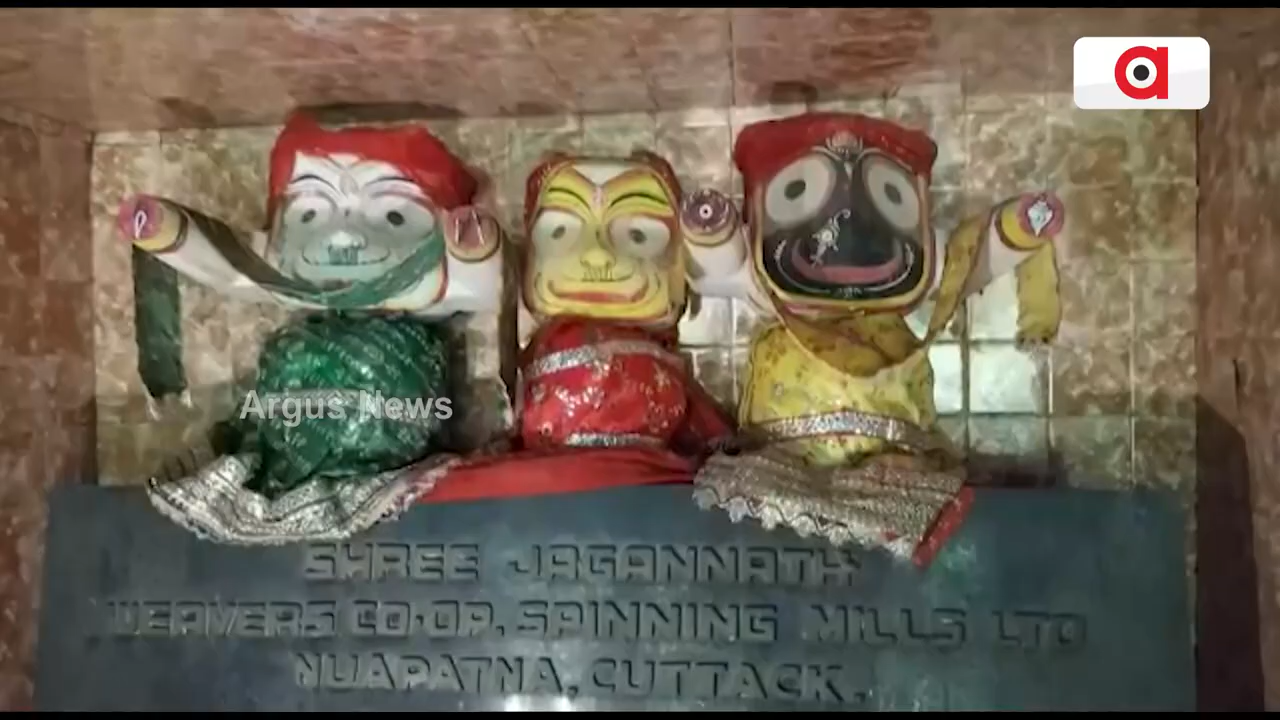 Argus News
SHREE JAGANNATH
WEAVERS CO-OP. SPINNING MILLS LTD
NUAPATNA, CUTTACK.